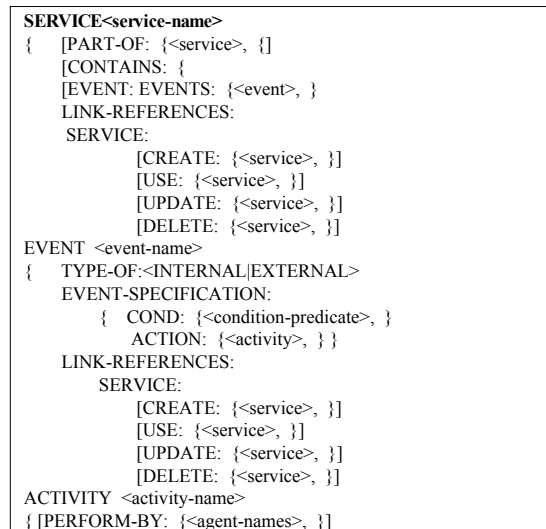 SERVICE<service-name>
{ [PART-OF: {<service>, {]
[CONTAINS: {
[EVENT: EVENTS: {<event>, }
LINK-REFERENCES:
SERVICE:
[CREATE: {<service>, }]
[USE: {<service>, }]
[UPDATE: {<service>, }]
[DELETE: {<service>, }]
EVENT <event-name>
{ TYPE-OF:<INTERNAL|EXTERNAL>
EVENT-SPECIFICATION:
{ COND: {<condition-predicate>, }
ACTION: {<activity>, } }
LINK-REFERENCES:
SERVICE:
[CREATE: {<service>, }]
[USE: {<service>, }]
[UPDATE: {<service>, }]
[DELETE: {<service>, }]
ACTIVITY <activity-name>
{ [PERFORM-BY: {<agent-names>, }]